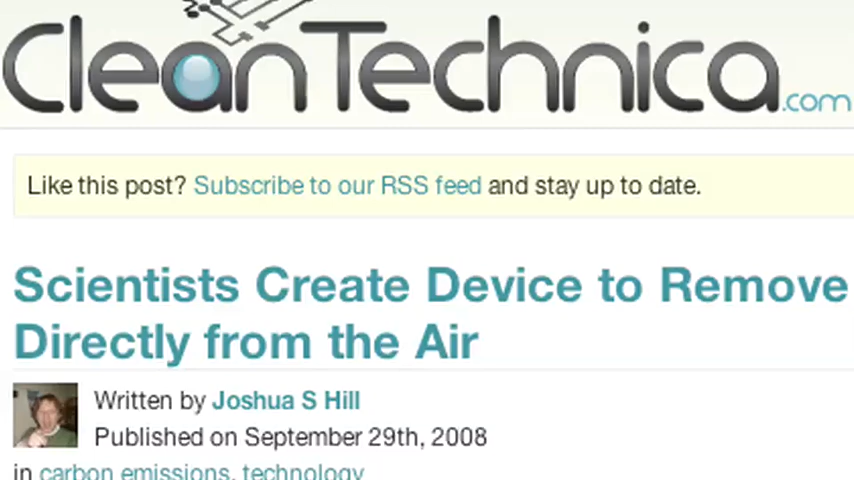 CleanTechnica.com
Like this post? Subscribe to our RSS feed and stay up to date.
Scientists Create Device to Remove
Directly from the Air
Written by Joshua S Hill
Published on September 29th, 2008
in carbon emissions, technology